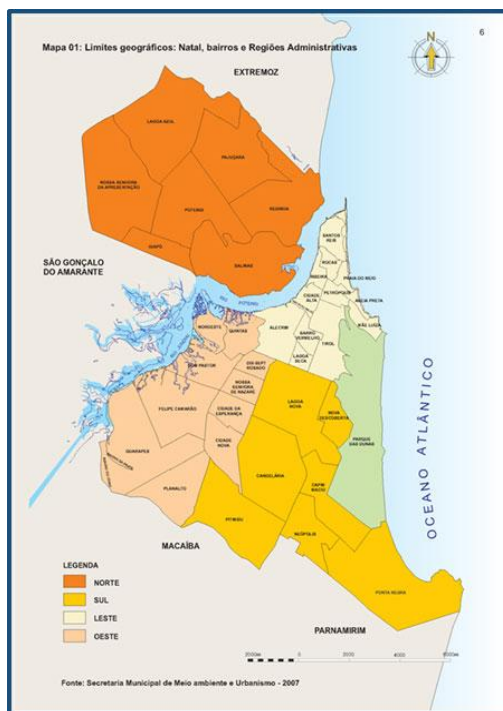 6
Mapa 01: Limites geográficos: Natal, bairros e Regiões Administrativas
EXTREMOZ
LAGOA AZUL
PAJUÇARA
NOSSA SENHORA
DA APRESENTAÇÃO
POTENGI
REDINHA
IGAPÓ
SALINAS
SÃO GONÇALO
DO AMARANTE
SANTOS
REIS
ROCAS
RIBEIRA
PRAIA DO MEIO
CIDADE
ALTA
PETRÓPOLIS
AREIA PRETA
MÃE LUIZA
RIO POTENGI
NORDESTE
QUINTAS
ALECRIM
BARRO
VERMELHO
TIROL
LAGOA
SECA
BOM PASTOR
DIX-SEPT
ROSADO
NOSSA
SENHORA
DE NAZARÉ
FELIPE CAMARÃO
CIDADE DA
ESPERANÇA
LAGOA
NOVA
NOVA
DESCOBERTA
PARQUE
DAS DUNAS
CIDADE
NOVA
GUARAPES
CANDELÁRIA
CAPIM
MACIO
PLANALTO
PITIMBU
NEÓPOLIS
PONTA NEGRA
OCEANO ATLÂNTICO
MACAÍBA
LEGENDA
NORTE
SUL
LESTE
OESTE
PARNAMIRIM
0
2000
4000
Fonte: Secretaria Municipal de Meio ambiente e Urbanismo - 2007